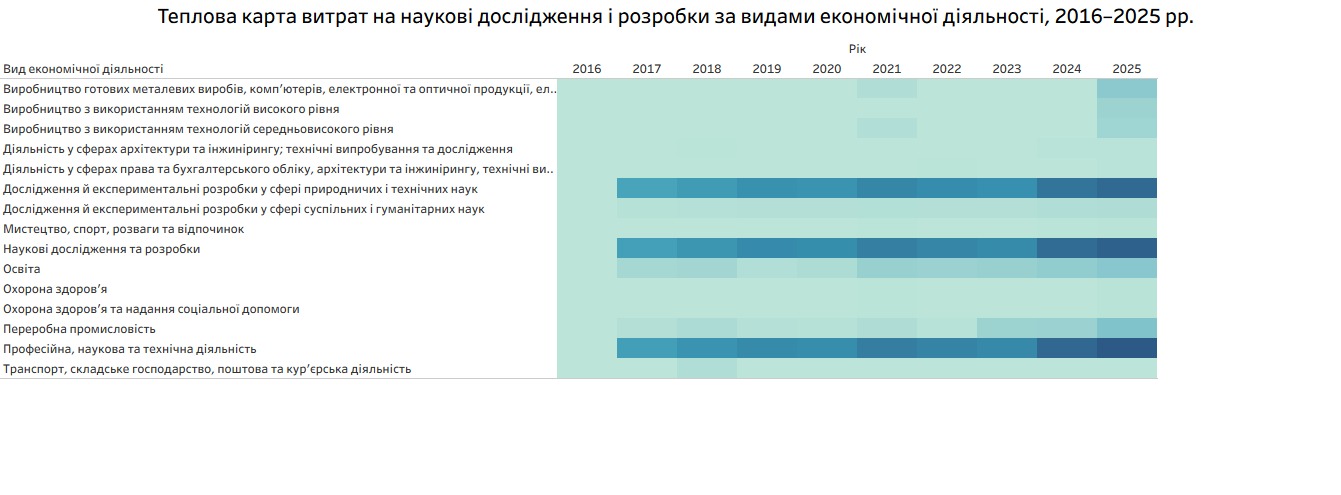 Теплова карта витрат на наукові дослідження і розробки за видами економічної діяльності, 2016–2025 рр.
Рік
Вид економічної діяльності 2016 2017 2018 2019 2020 2021 2022 2023 2024 2025
Виробництво готових металевих виробів, комп’ютерів, електронної та оптичної продукції, ел..
Виробництво з використанням технологій високого рівня
Виробництво з використанням технологій середньовисокого рівня
Діяльність у сферах архітектури та інжинірингу; технічні випробування та дослідження
Діяльність у сферах права та бухгалтерського обліку, архітектури та інжинірингу, технічні ви..
Дослідження й експериментальні розробки у сфері природничих і технічних наук
Дослідження й експериментальні розробки у сфері суспільних і гуманітарних наук
Мистецтво, спорт, розваги та відпочинок
Наукові дослідження та розробки
Освіта
Охорона здоров’я
Охорона здоров’я та надання соціальної допомоги
Переробна промисловість
Професійна, наукова та технічна діяльність
Транспорт, складське господарство, поштова та кур’єрська діяльність